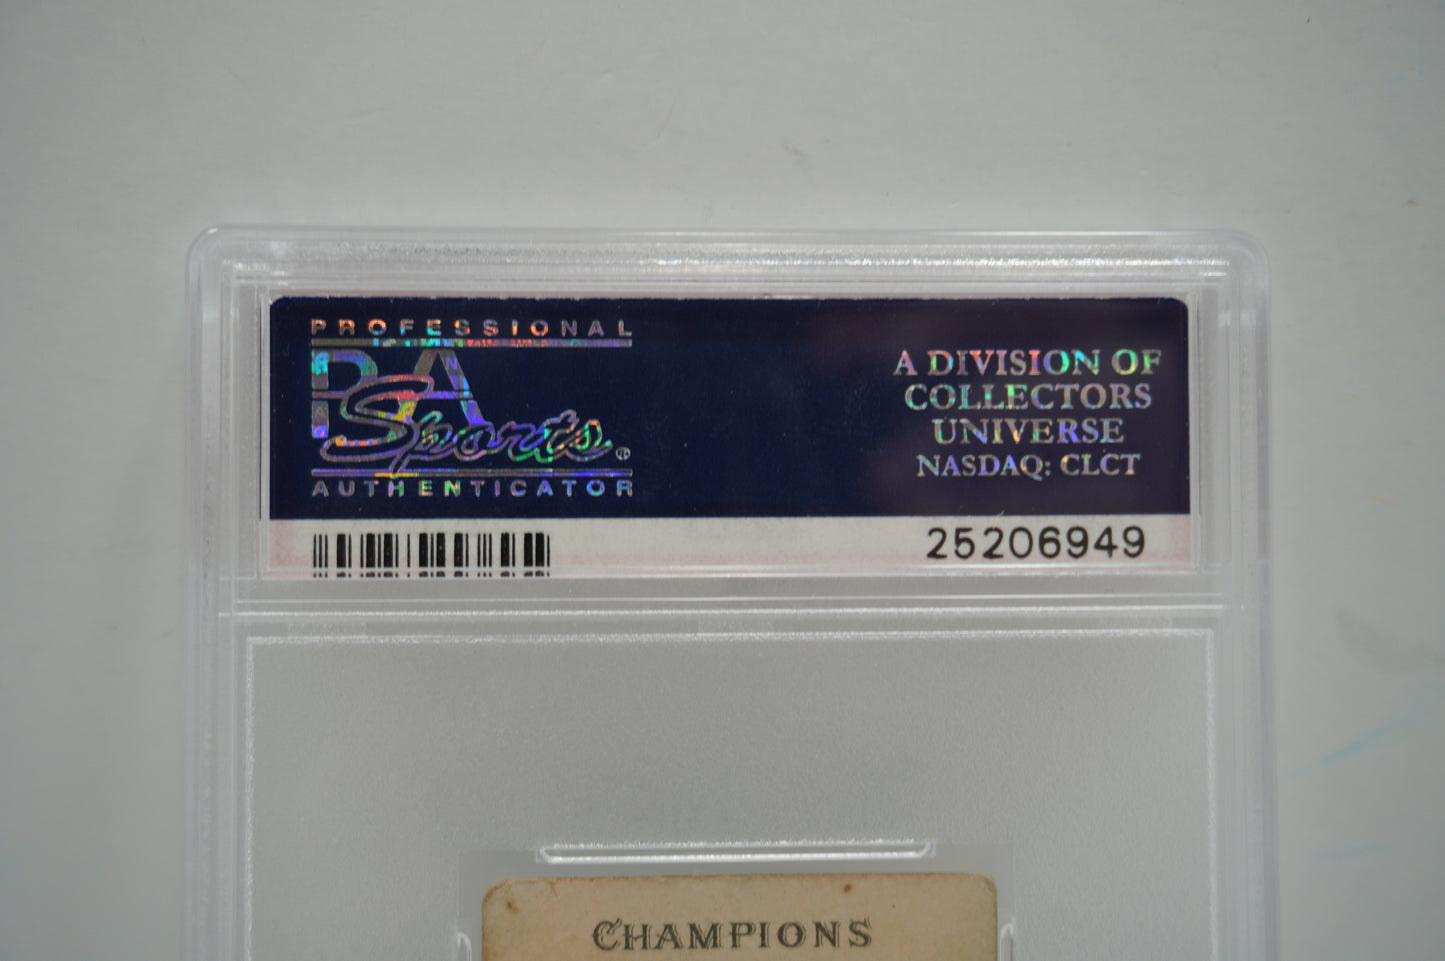 PROFESSIONAL
PSA
Sports®
AUTHENTICATOR
A DIVISION OF
COLLECTORS
UNIVERSE
NASDAQ: CLCT
25206949
CHAMPIONS